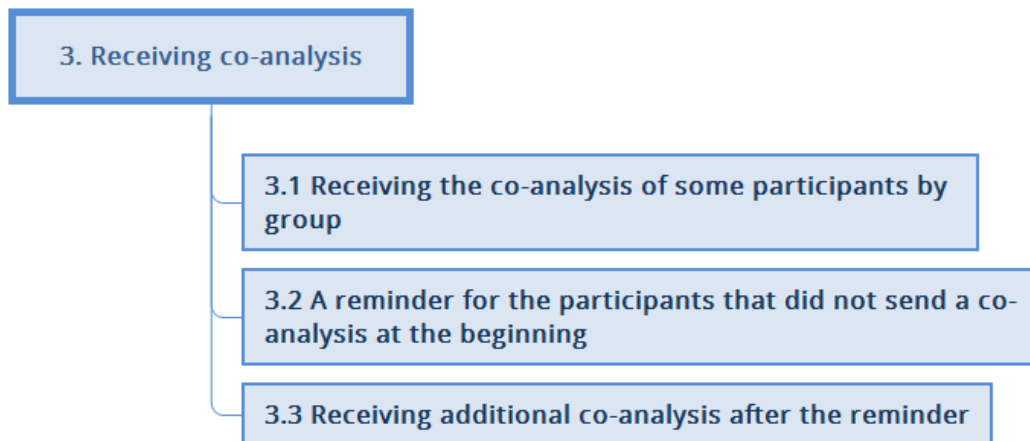 3. Receiving co-analysis
3.1 Receiving the co-analysis of some participants by
group
3.2 A reminder for the participants that did not send a co-
analysis at the beginning
3.3 Receiving additional co-analysis after the reminder